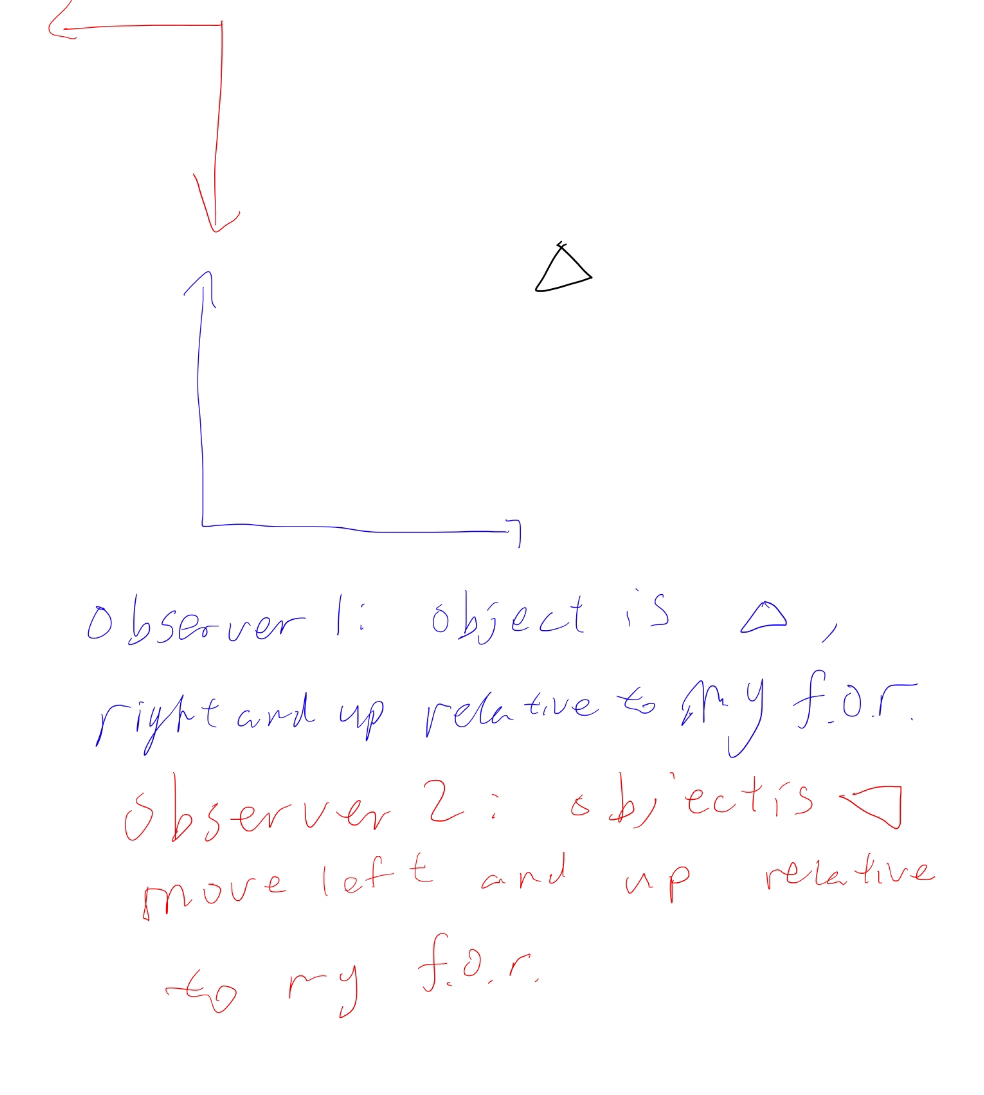 Observer 1: object is △,
right and up relative to my f.o.r.
Observer 2: object is ◁
move left and up relative
to my f.o.r.